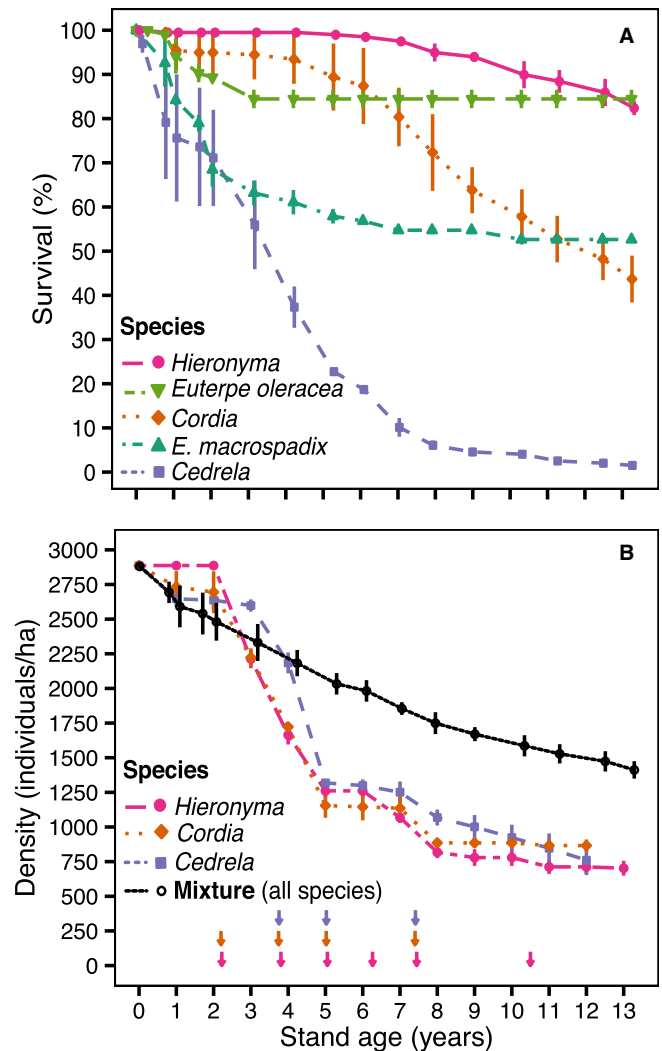 A
100
90
80
70
60
50
40
30
20
10
0
Survival (%)
Species
Hieronyma
Euterpe oleracea
Cordia
E. macrospadix
Cedrela
B
3000
2750
2500
2250
2000
1750
1500
1250
1000
750
500
250
0
Density (individuals/ha)
Species
Hieronyma
Cordia
Cedrela
Mixture (all species)
0 1 2 3 4 5 6 7 8 9 10 11 12 13
Stand age (years)